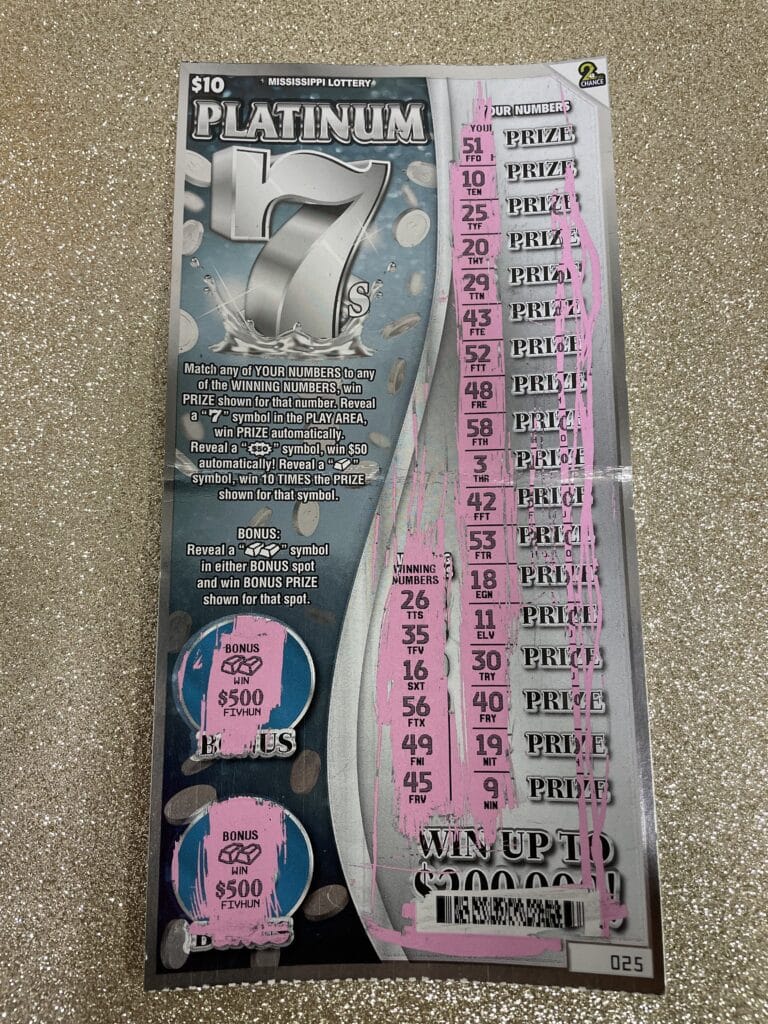 $10
MISSISSIPPI LOTTERY
2 CHANCE
PLATINUM
7s
Match any of YOUR NUMBERS to any
of the WINNING NUMBERS, win
PRIZE shown for that number. Reveal
a "7" symbol in the PLAY AREA,
win PRIZE automatically.
Reveal a "$50" symbol, win $50
automatically! Reveal a " "
symbol, win 10 TIMES the PRIZE
shown for that symbol.
BONUS:
Reveal a " " symbol
in either BONUS spot
and win BONUS PRIZE
shown for that spot.
BONUS
WIN
$500
FIVHUN
BONUS
BONUS
WIN
$500
FIVHUN
WINNING
NUMBERS
26
TTS
35
TFV
16
SXT
56
FTX
49
FNI
45
FRV
OUR NUMBERS
YOU
51 PRIZE
FFO
10 PRIZE
TEN
25 PRIZE
TYF
20 PRIZE
THY
29 PRIZE
TTN
43 PRIZE
FTE
52 PRIZE
FTT
48 PRIZE
FRE
58 PRIZE
FTH
3 PRIZE
THR
42 PRIZE
FFT
53 PRIZE
FTR
18 PRIZE
EGN
11 PRIZE
ELV
30 PRIZE
TRY
40 PRIZE
FRY
19 PRIZE
NIT
9 PRIZE
NIN
WIN UP TO
025